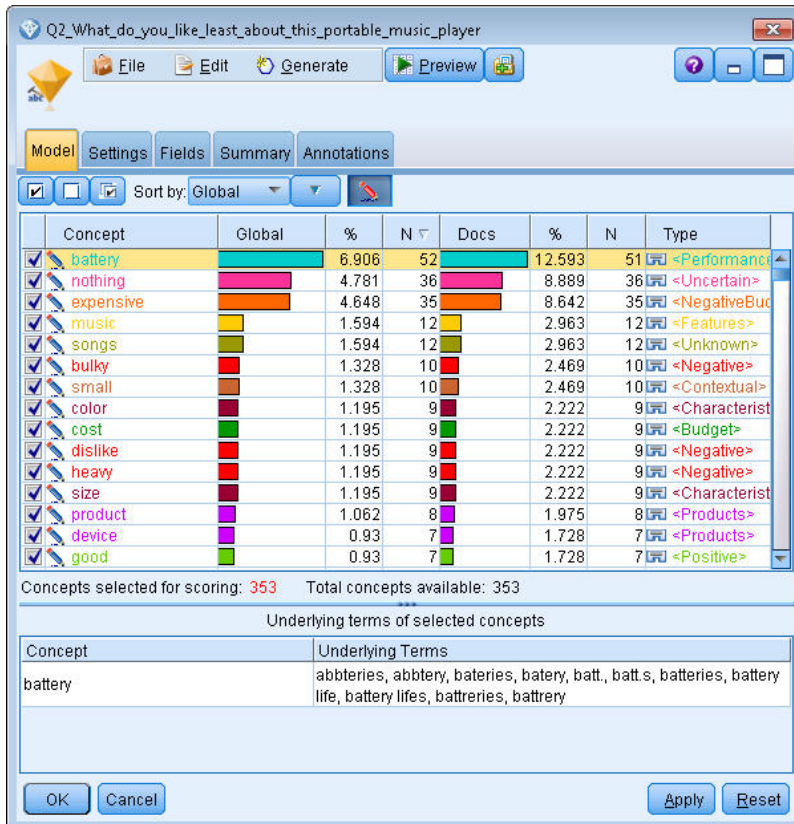 Q2_What_do_you_like_least_about_this_portable_music_player
File Edit Generate Preview
abc
Model Settings Fields Summary Annotations
Sort by: Global
Concept Global % N Docs % N Type
battery 6.906 52 12.593 51 <Performance
nothing 4.781 36 8.889 36 <Uncertain>
expensive 4.648 35 8.642 35 <NegativeBud
music 1.594 12 2.963 12 <Features>
songs 1.594 12 2.963 12 <Unknown>
bulky 1.328 10 2.469 10 <Negative>
small 1.328 10 2.469 10 <Contextual>
color 1.195 9 2.222 9 <Characterist
cost 1.195 9 2.222 9 <Budget>
dislike 1.195 9 2.222 9 <Negative>
heavy 1.195 9 2.222 9 <Negative>
size 1.195 9 2.222 9 <Characterist
product 1.062 8 1.975 8 <Products>
device 0.93 7 1.728 7 <Products>
good 0.93 7 1.728 7 <Positive>
Concepts selected for scoring: 353 Total concepts available: 353
Underlying terms of selected concepts
Concept Underlying Terms
battery abbteries, abbtery, bateries, batery, batt., batt.s, batteries, battery
life, battery lifes, battreries, battrery
OK Cancel Apply Reset